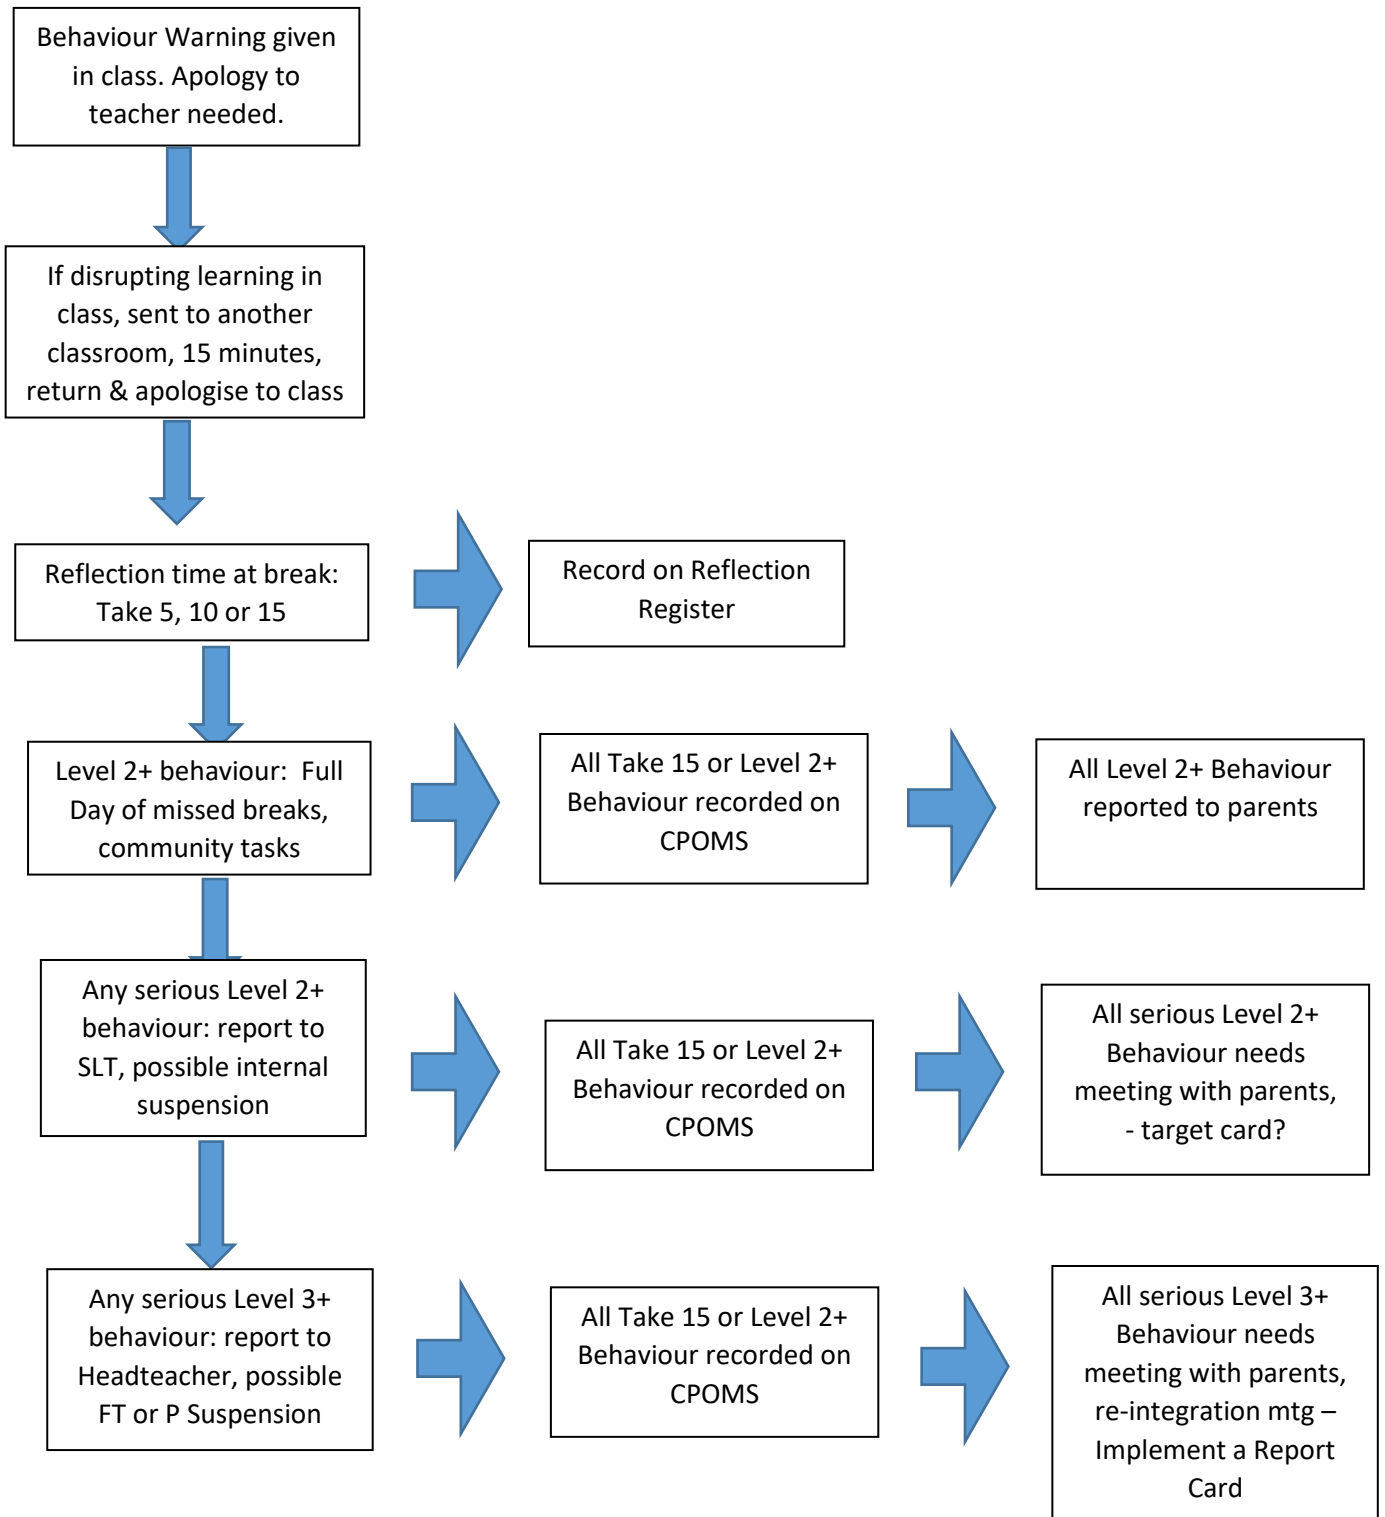 Behaviour Warning given
in class. Apology to
teacher needed.
If disrupting learning in
class, sent to another
classroom, 15 minutes,
return & apologise to class
Reflection time at break:
Take 5, 10 or 15
Record on Reflection
Register
Level 2+ behaviour:  Full
Day of missed breaks,
community tasks
All Take 15 or Level 2+
Behaviour recorded on
CPOMS
All Level 2+ Behaviour
reported to parents
Any serious Level 2+
behaviour: report to
SLT, possible internal
suspension
All Take 15 or Level 2+
Behaviour recorded on
CPOMS
All serious Level 2+
Behaviour needs
meeting with parents,
- target card?
Any serious Level 3+
behaviour: report to
Headteacher, possible
FT or P Suspension
All Take 15 or Level 2+
Behaviour recorded on
CPOMS
All serious Level 3+
Behaviour needs
meeting with parents,
re-integration mtg –
Implement a Report
Card